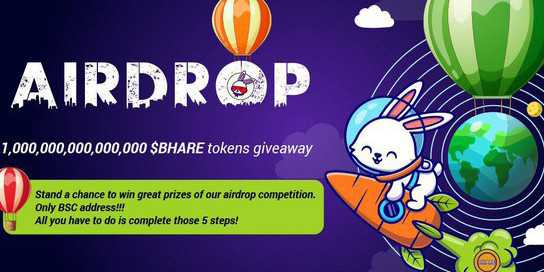 AIRDROP
1,000,000,000,000,000 $BHARE tokens giveaway
Stand a chance to win great prizes of our airdrop competition.
Only BSC address!!!
All you have to do is complete those 5 steps!